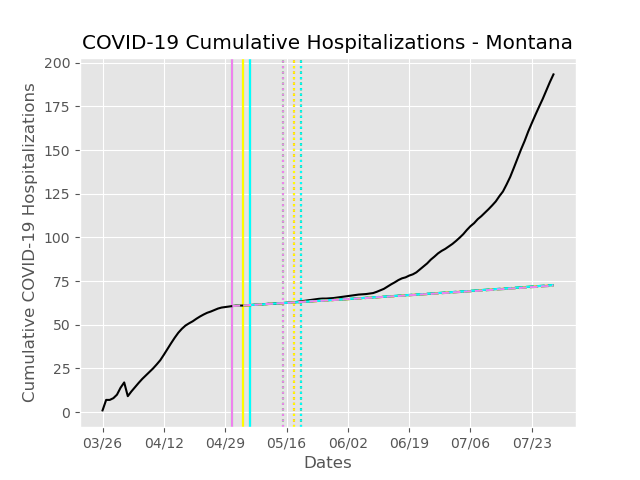 COVID-19 Cumulative Hospitalizations - Montana
Cumulative COVID-19 Hospitalizations
200
175
150
125
100
75
50
25
0
03/26 04/12 04/29 05/16 06/02 06/19 07/06 07/23
Dates